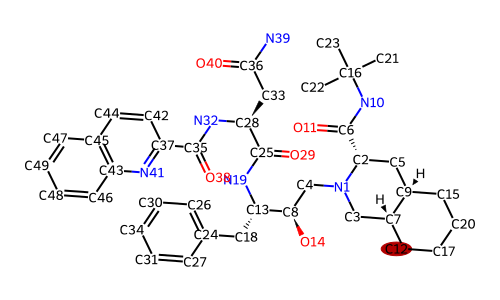 C23
N39
C21
C16
O40 C36
C22
C44 C42
C33
N10
N32
C28
O11 C6
C47 C45
C37 C35
C25 O29
C2 C5
H
C49
C43 N41
O38
N19
C4
N1
H C9 C15
C48 C46
C30 C26
C13 C8
C3 C7
C20
C34
C24 C18
O14
C12 C17
C31 C27